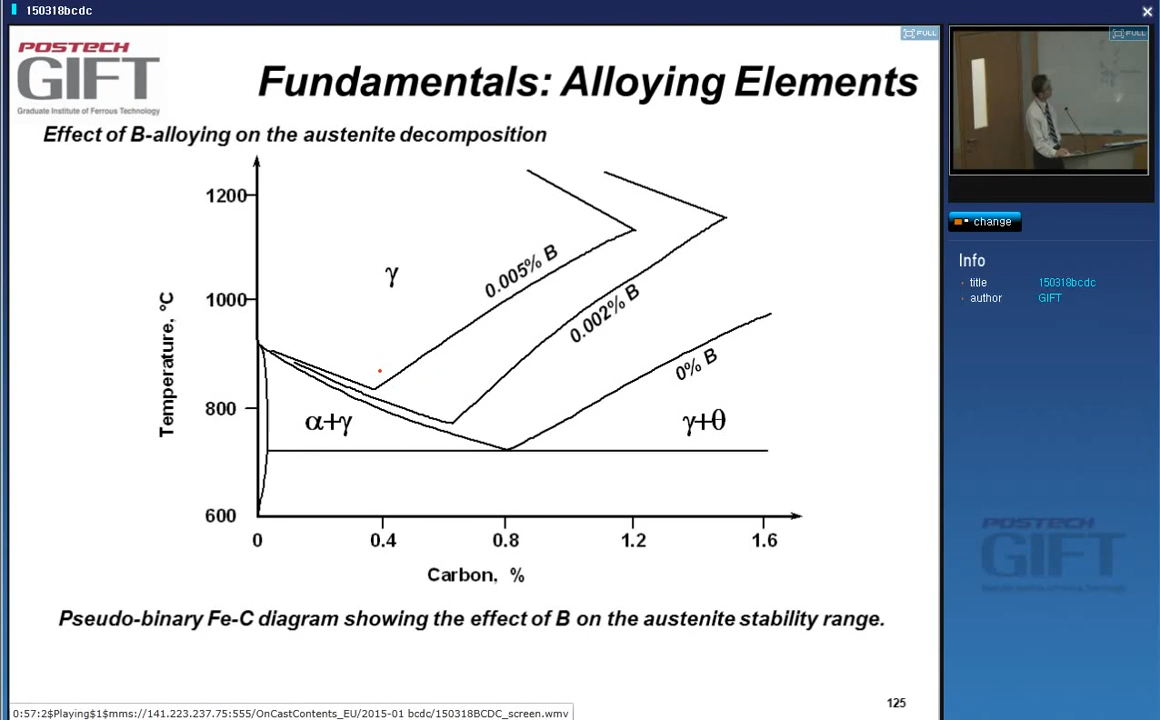 150318bcdc
POSTECH
GIFT
Graduate Institute of Ferrous Technology
Fundamentals: Alloying Elements
FULL
FULL
Effect of B-alloying on the austenite decomposition
change
Info
title 150318bcdc
author GIFT
1200
1000
800
600
Temperature, ºC
γ
0.005% B
0.002% B
0% B
α+γ
γ+θ
0 0.4 0.8 1.2 1.6
Carbon, %
Pseudo-binary Fe-C diagram showing the effect of B on the austenite stability range.
125
0:57:2$Playing$1$mms://141.223.237.75:555/OnCastContents_EU/2015-01 bcdc/150318BCDC_screen.wmv
POSTECH
GIFT